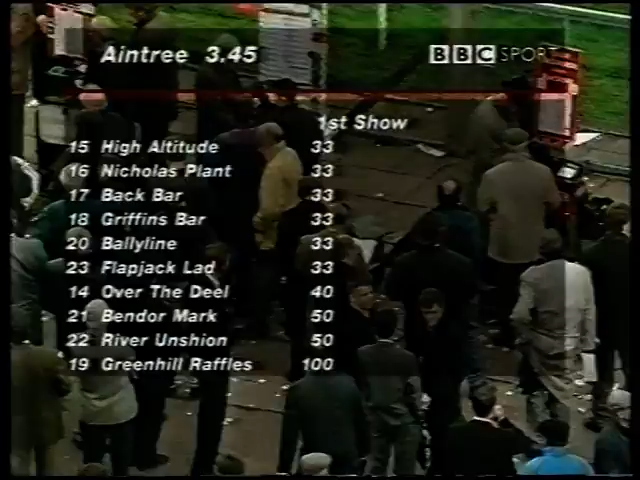 Aintree 3.45 BBC SPORT
1st Show
15 High Altitude 33
16 Nicholas Plant 33
17 Back Bar 33
18 Griffins Bar 33
20 Ballyline 33
23 Flapjack Lad 33
14 Over The Deel 40
21 Bendor Mark 50
22 River Unshion 50
19 Greenhill Raffles 100